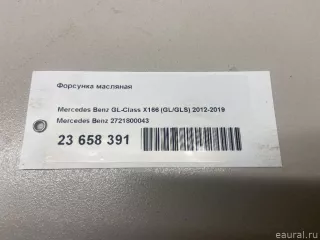 Форсунка масляная
Mercedes Benz GL-Class X166 (GL/GLS) 2012-2019
Mercedes Benz 2721800043
23 658 391
eaural.ru